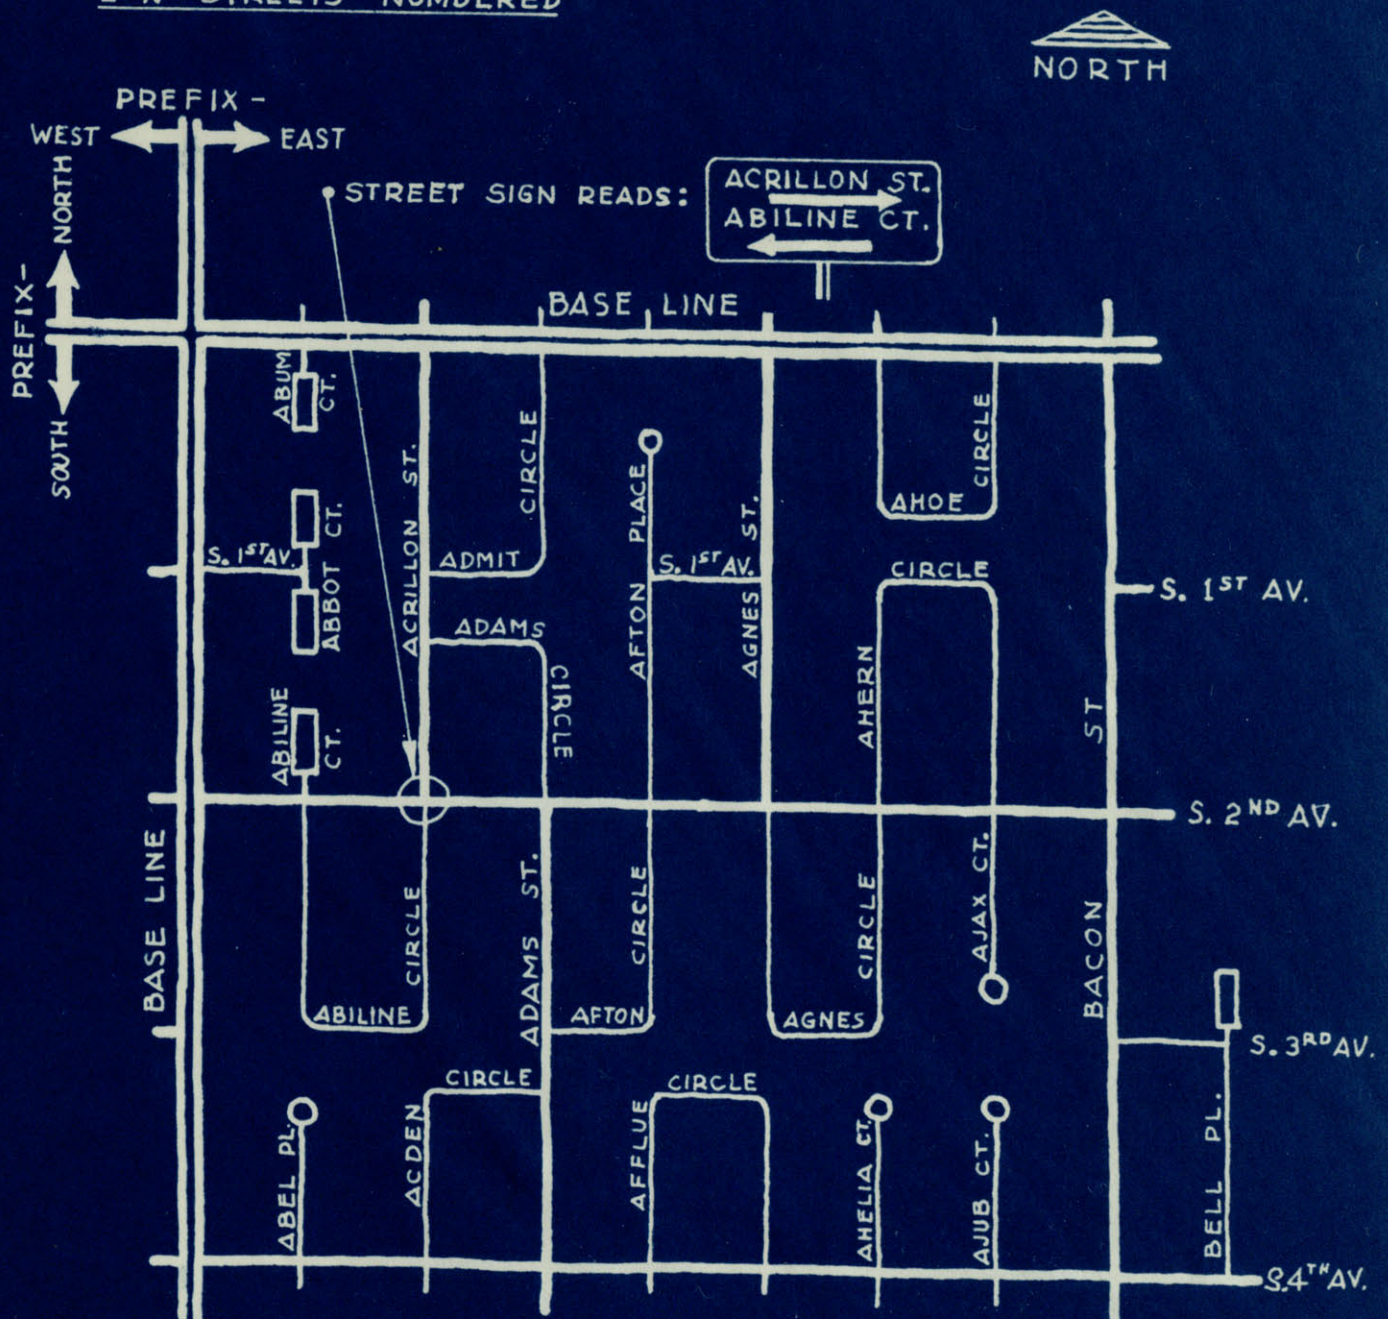 STREETS NUMBERED
NORTH
PREFIX -
WEST
EAST
NORTH
PREFIX -
SOUTH
STREET SIGN READS:
ACRILLON ST.
ABILINE CT.
BASE LINE
ABUM CT.
ACRILLON ST.
CIRCLE
AFTON PLACE
AGNES ST.
AHOE
CIRCLE
S. 1ST AV.
ABBOT CT.
ADMIT
S. 1ST AV.
CIRCLE
S. 1ST AV.
ADAMS
CIRCLE
AHERN
ABILINE CT.
ST
S. 2ND AV.
BASE LINE
CIRCLE
ADAMS ST.
CIRCLE
CIRCLE
AJAX CT.
BACON
ABILINE
AFTON
AGNES
S. 3RD AV.
CIRCLE
CIRCLE
ABEL PL.
ACDEN
AFFLUE
AHELIA CT.
AJUB CT.
BELL PL.
S. 4TH AV.